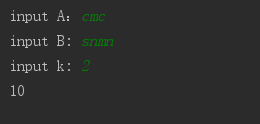 input A: cmc
input B: snmn
input k: 2
10